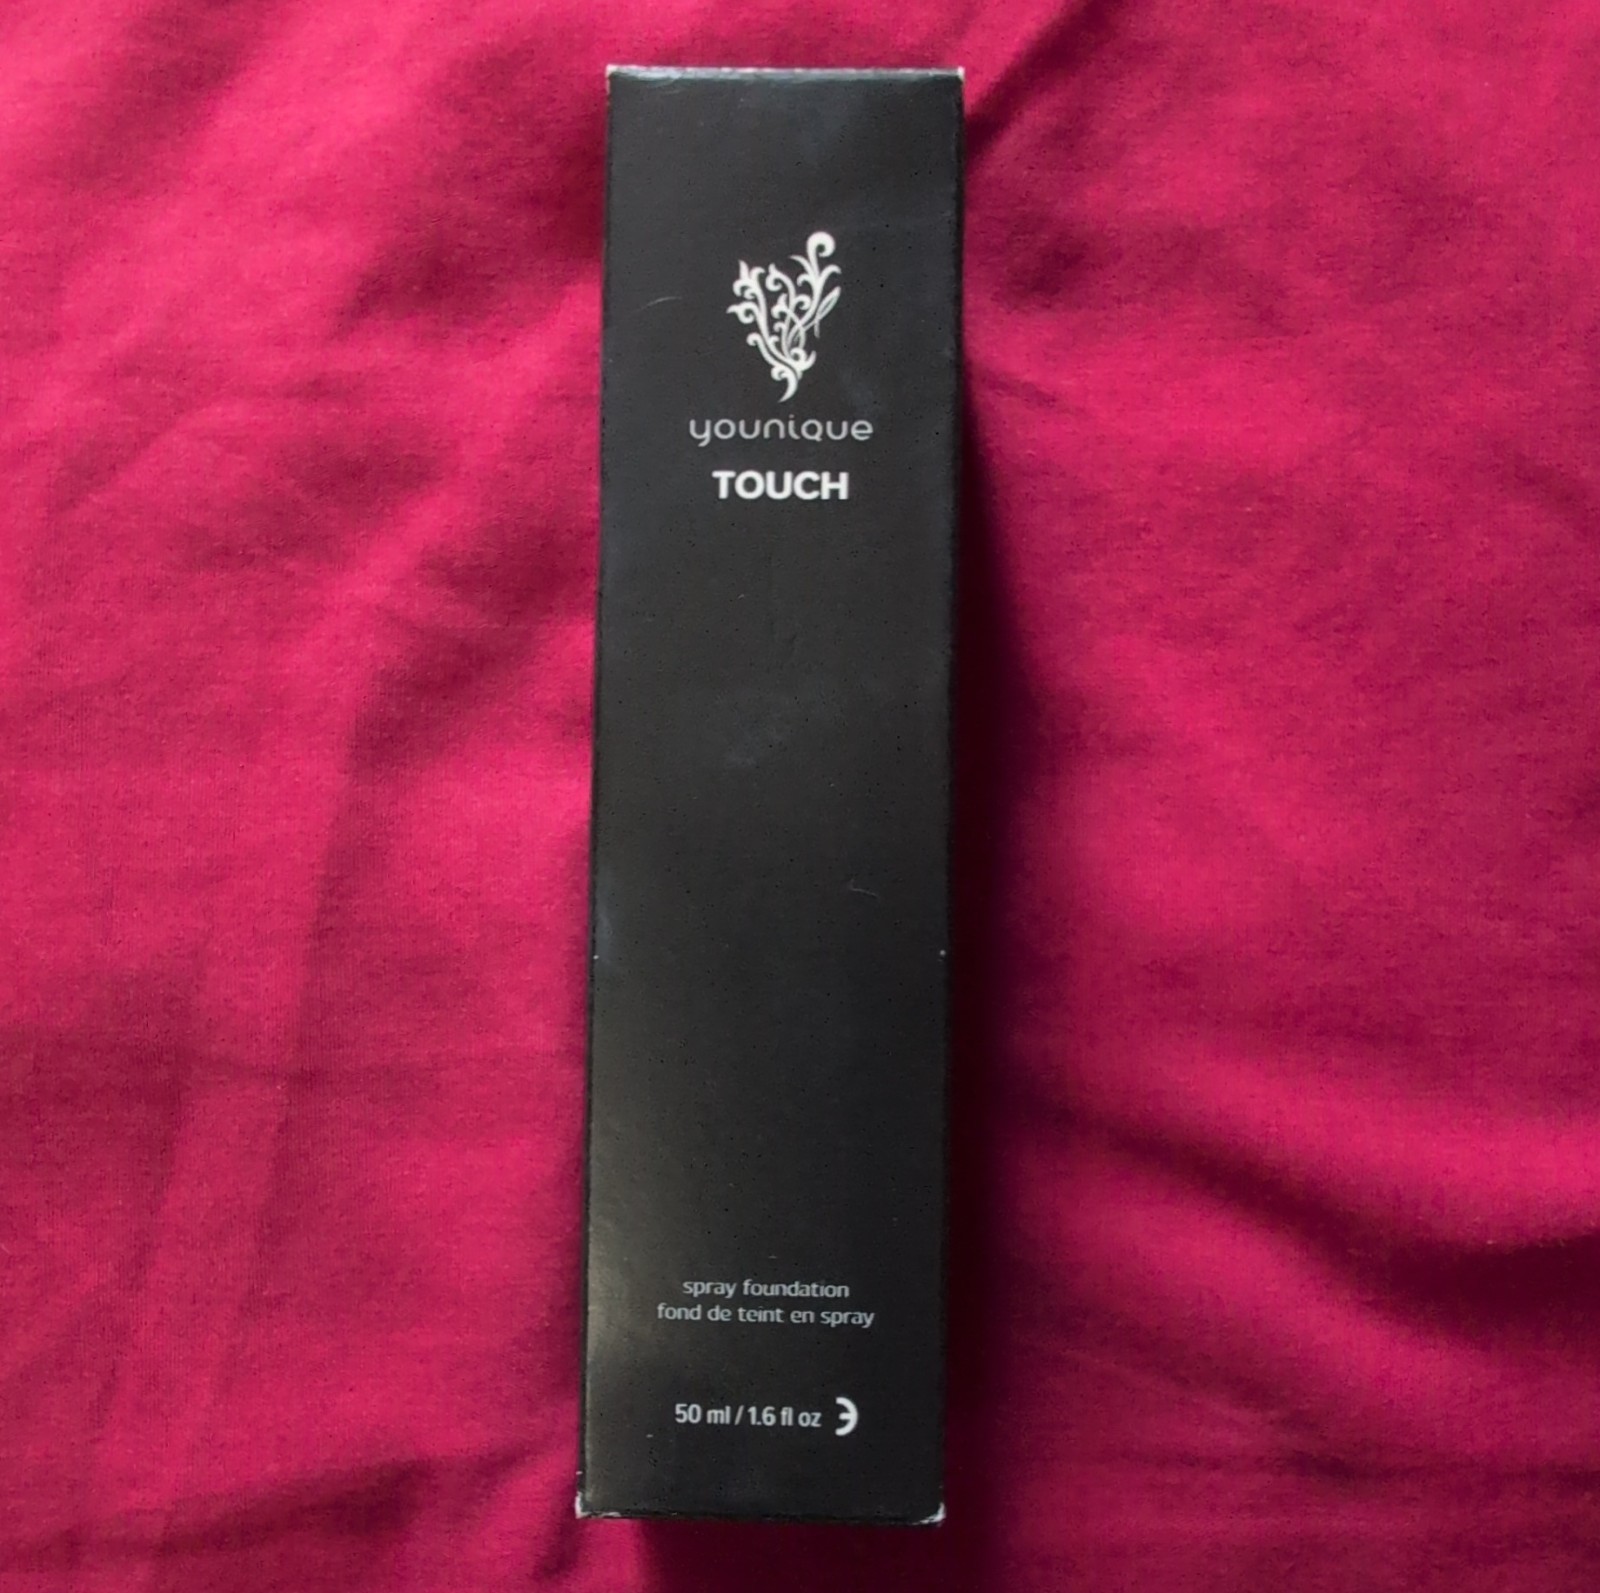 younique
TOUCH
spray foundation
fond de teint en spray
50 ml / 1.6 fl oz